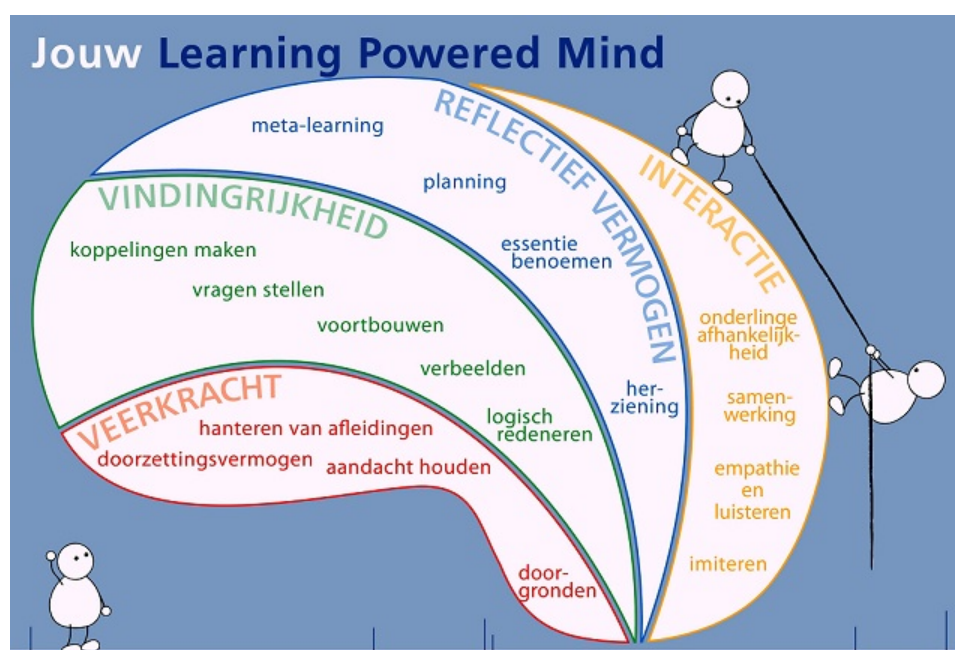 Jouw Learning Powered Mind
REFLECTIEF VERMOGEN
meta-learning
planning
essentie
benoemen
her-
ziening
VINDINGRIJKHEID
koppelingen maken
vragen stellen
voortbouwen
verbeelden
logisch
redeneren
VEERKRACHT
hanteren van afleidingen
doorzettingsvermogen
aandacht houden
door-
gronden
INTERACTIE
onderlinge
afhankelijk-
heid
samen-
werking
empathie
en
luisteren
imiteren